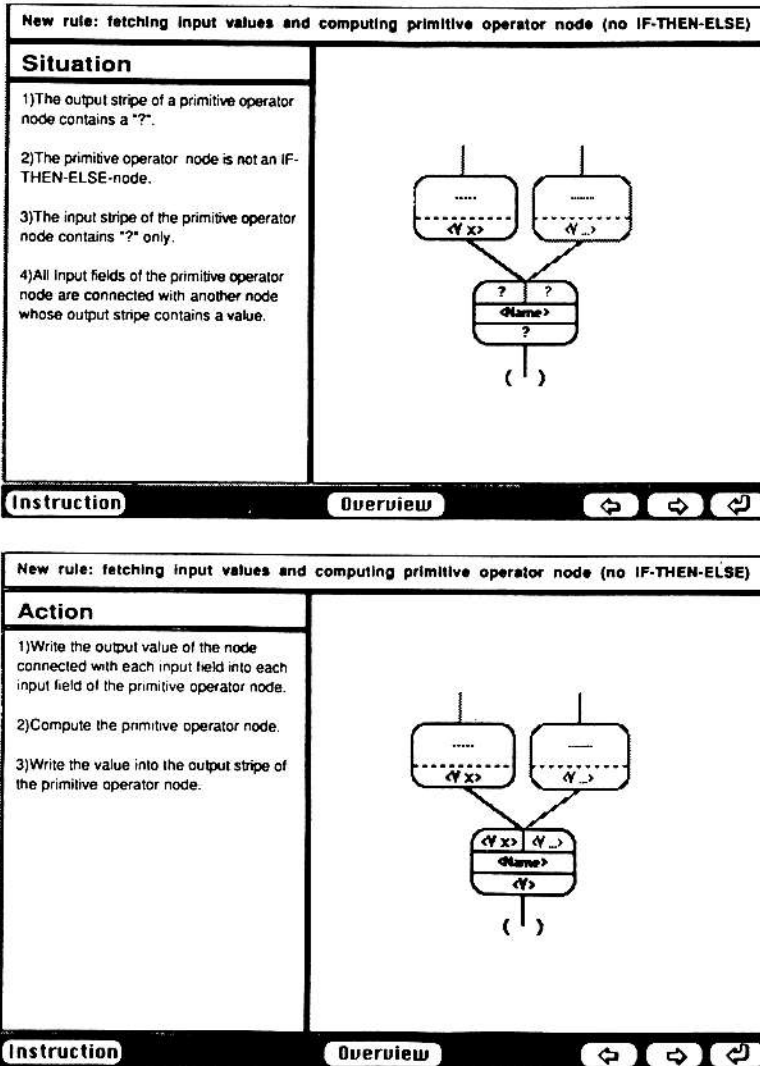 New rule: fetching input values and computing primitive operator node (no IF-THEN-ELSE)
Situation
1)The output stripe of a primitive operator
node contains a "?".
2)The primitive operator node is not an IF-
THEN-ELSE-node.
3)The input stripe of the primitive operator
node contains "?" only.
4)All Input fields of the primitive operator
node are connected with another node
whose output stripe contains a value.
..... .......
<∀ x> <∀ ...>
? ?
<Name>
?
( )
Instruction Overview
New rule: fetching input values and computing primitive operator node (no IF-THEN-ELSE)
Action
1)Write the output value of the node
connected with each input field into each
input field of the primitive operator node.
2)Compute the primitive operator node.
3)Write the value into the output stripe of
the primitive operator node.
..... .......
<∀ x> <∀ ...>
<∀ x> <∀ ...>
<Name>
<∀>
( )
Instruction Overview